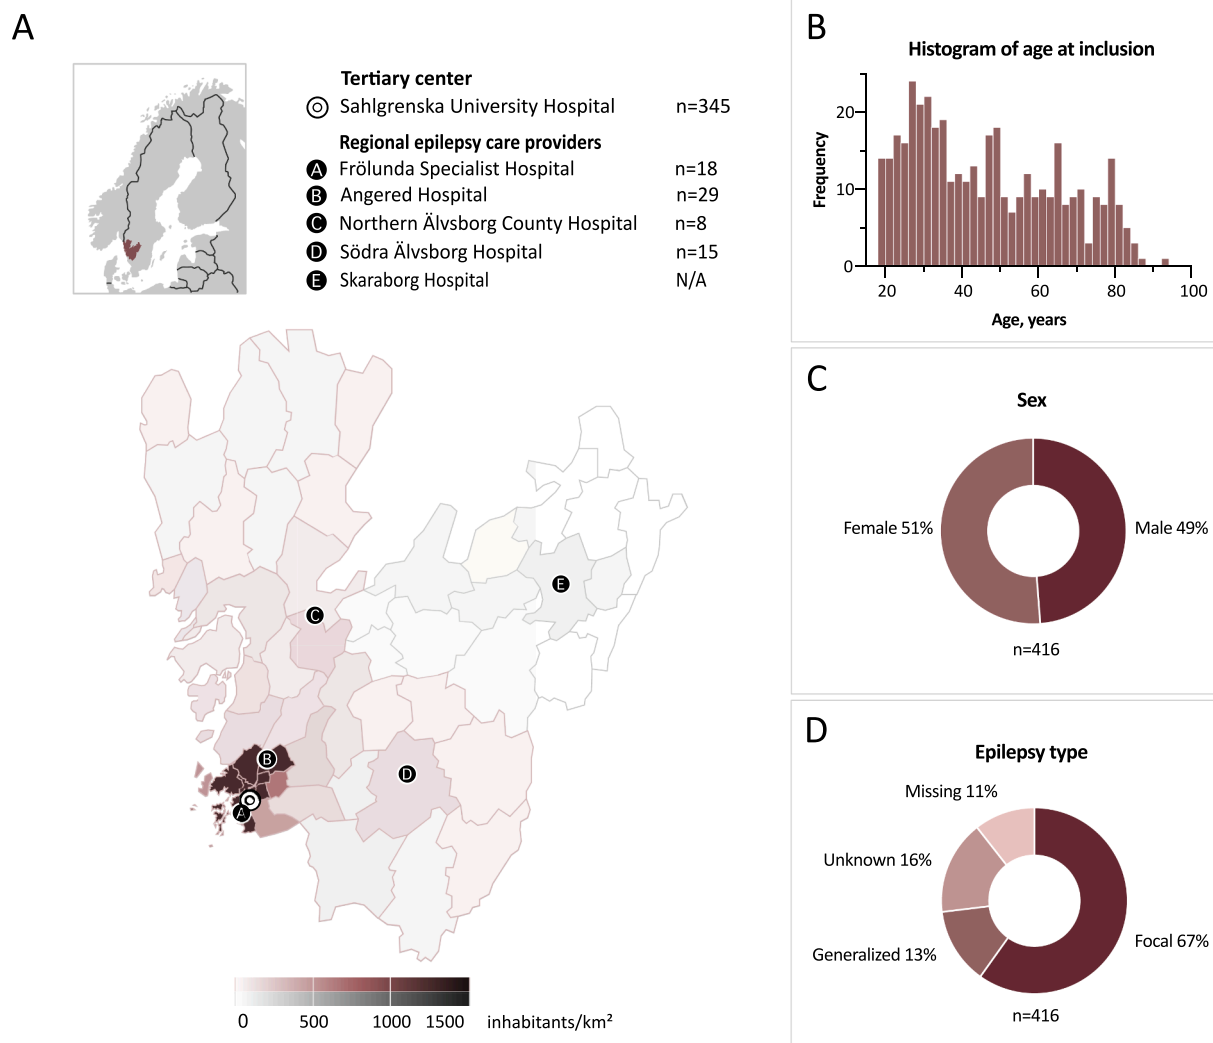 A
Tertiary center
Sahlgrenska University Hospital n=345
Regional epilepsy care providers
A Frölunda Specialist Hospital n=18
B Angered Hospital n=29
C Northern Älvsborg County Hospital n=8
D Södra Älvsborg Hospital n=15
E Skaraborg Hospital N/A
E
C
B
D
A
0 500 1000 1500 inhabitants/km²
B
Histogram of age at inclusion
Frequency
20
10
0
20 40 60 80 100
Age, years
C
Sex
Female 51% Male 49%
n=416
D
Epilepsy type
Missing 11%
Unknown 16%
Focal 67%
Generalized 13%
n=416